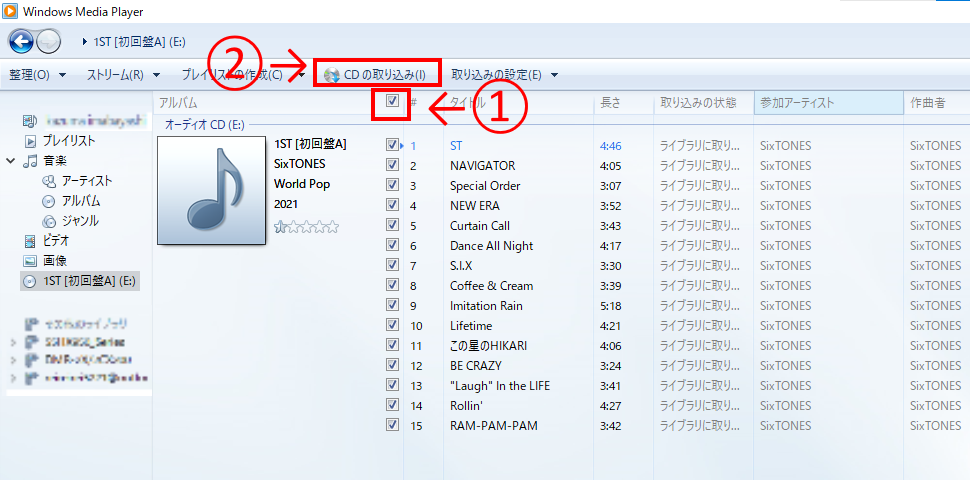 Windows Media Player
1ST [初回盤A] (E:)
整理(O) ストリーム(R) プレイリストの作成(C) ② CD の取り込み(I) 取り込みの設定(E)
アルバム # ① タイトル 長さ 取り込みの状態 参加アーティスト 作曲者
オーディオ CD (E:)
プレイリスト
音楽
アーティスト
アルバム
ジャンル
ビデオ
画像
1ST [初回盤A] (E:)
1ST [初回盤A]
SixTONES
World Pop
2021
1 ST 4:46 ライブラリに取り... SixTONES SixTONES
2 NAVIGATOR 4:05 ライブラリに取り... SixTONES SixTONES
3 Special Order 3:07 ライブラリに取り... SixTONES SixTONES
4 NEW ERA 3:52 ライブラリに取り... SixTONES SixTONES
5 Curtain Call 3:43 ライブラリに取り... SixTONES SixTONES
6 Dance All Night 4:17 ライブラリに取り... SixTONES SixTONES
7 S.I.X 3:30 ライブラリに取り... SixTONES SixTONES
8 Coffee & Cream 3:39 ライブラリに取り... SixTONES SixTONES
9 Imitation Rain 5:18 ライブラリに取り... SixTONES SixTONES
10 Lifetime 4:21 ライブラリに取り... SixTONES SixTONES
11 この星のHIKARI 4:06 ライブラリに取り... SixTONES SixTONES
12 BE CRAZY 3:24 ライブラリに取り... SixTONES SixTONES
13 "Laugh" In the LIFE 3:41 ライブラリに取り... SixTONES SixTONES
14 Rollin' 4:27 ライブラリに取り... SixTONES SixTONES
15 RAM-PAM-PAM 3:42 ライブラリに取り... SixTONES SixTONES